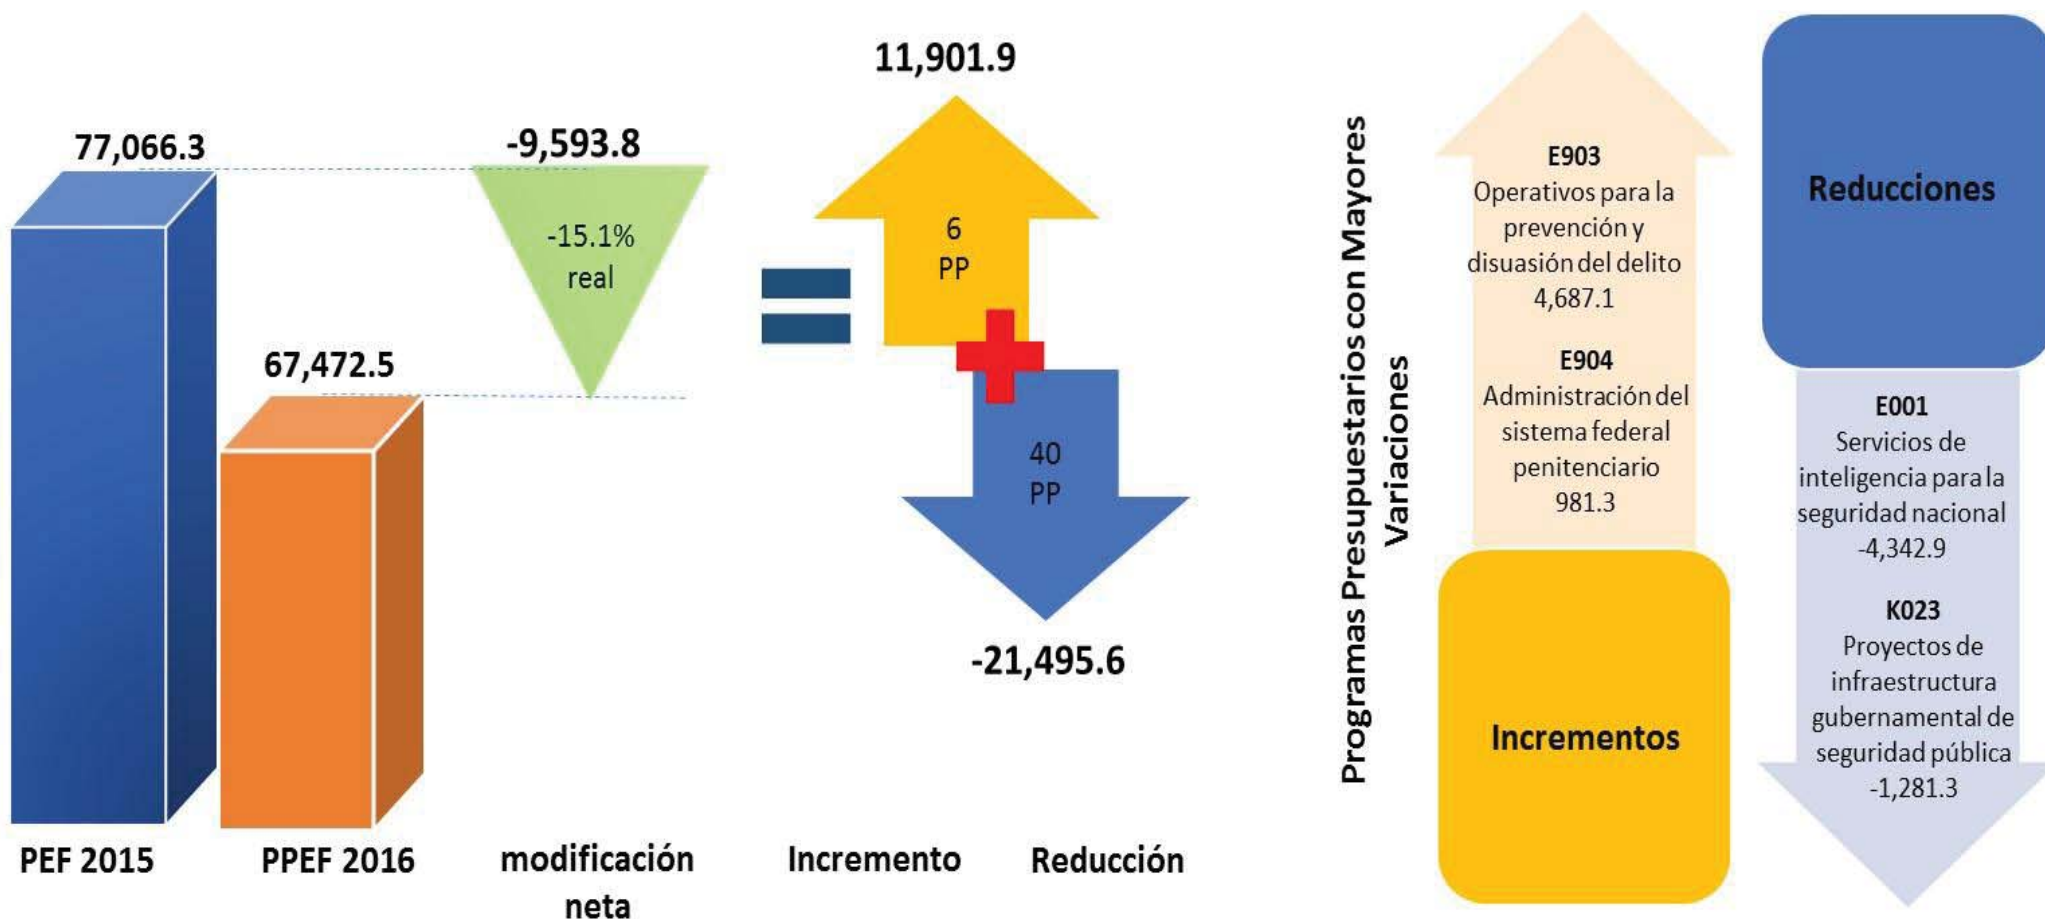 77,066.3
67,472.5
-9,593.8
-15.1%
real
11,901.9
6
PP
40
PP
-21,495.6
PEF 2015
PPEF 2016
modificación
neta
Incremento
Reducción
Programas Presupuestarios con Mayores
Variaciones
E903
Operativos para la
prevención y
disuasión del delito
4,687.1
E904
Administración del
sistema federal
penitenciario
981.3
Incrementos
Reducciones
E001
Servicios de
inteligencia para la
seguridad nacional
-4,342.9
K023
Proyectos de
infraestructura
gubernamental de
seguridad pública
-1,281.3